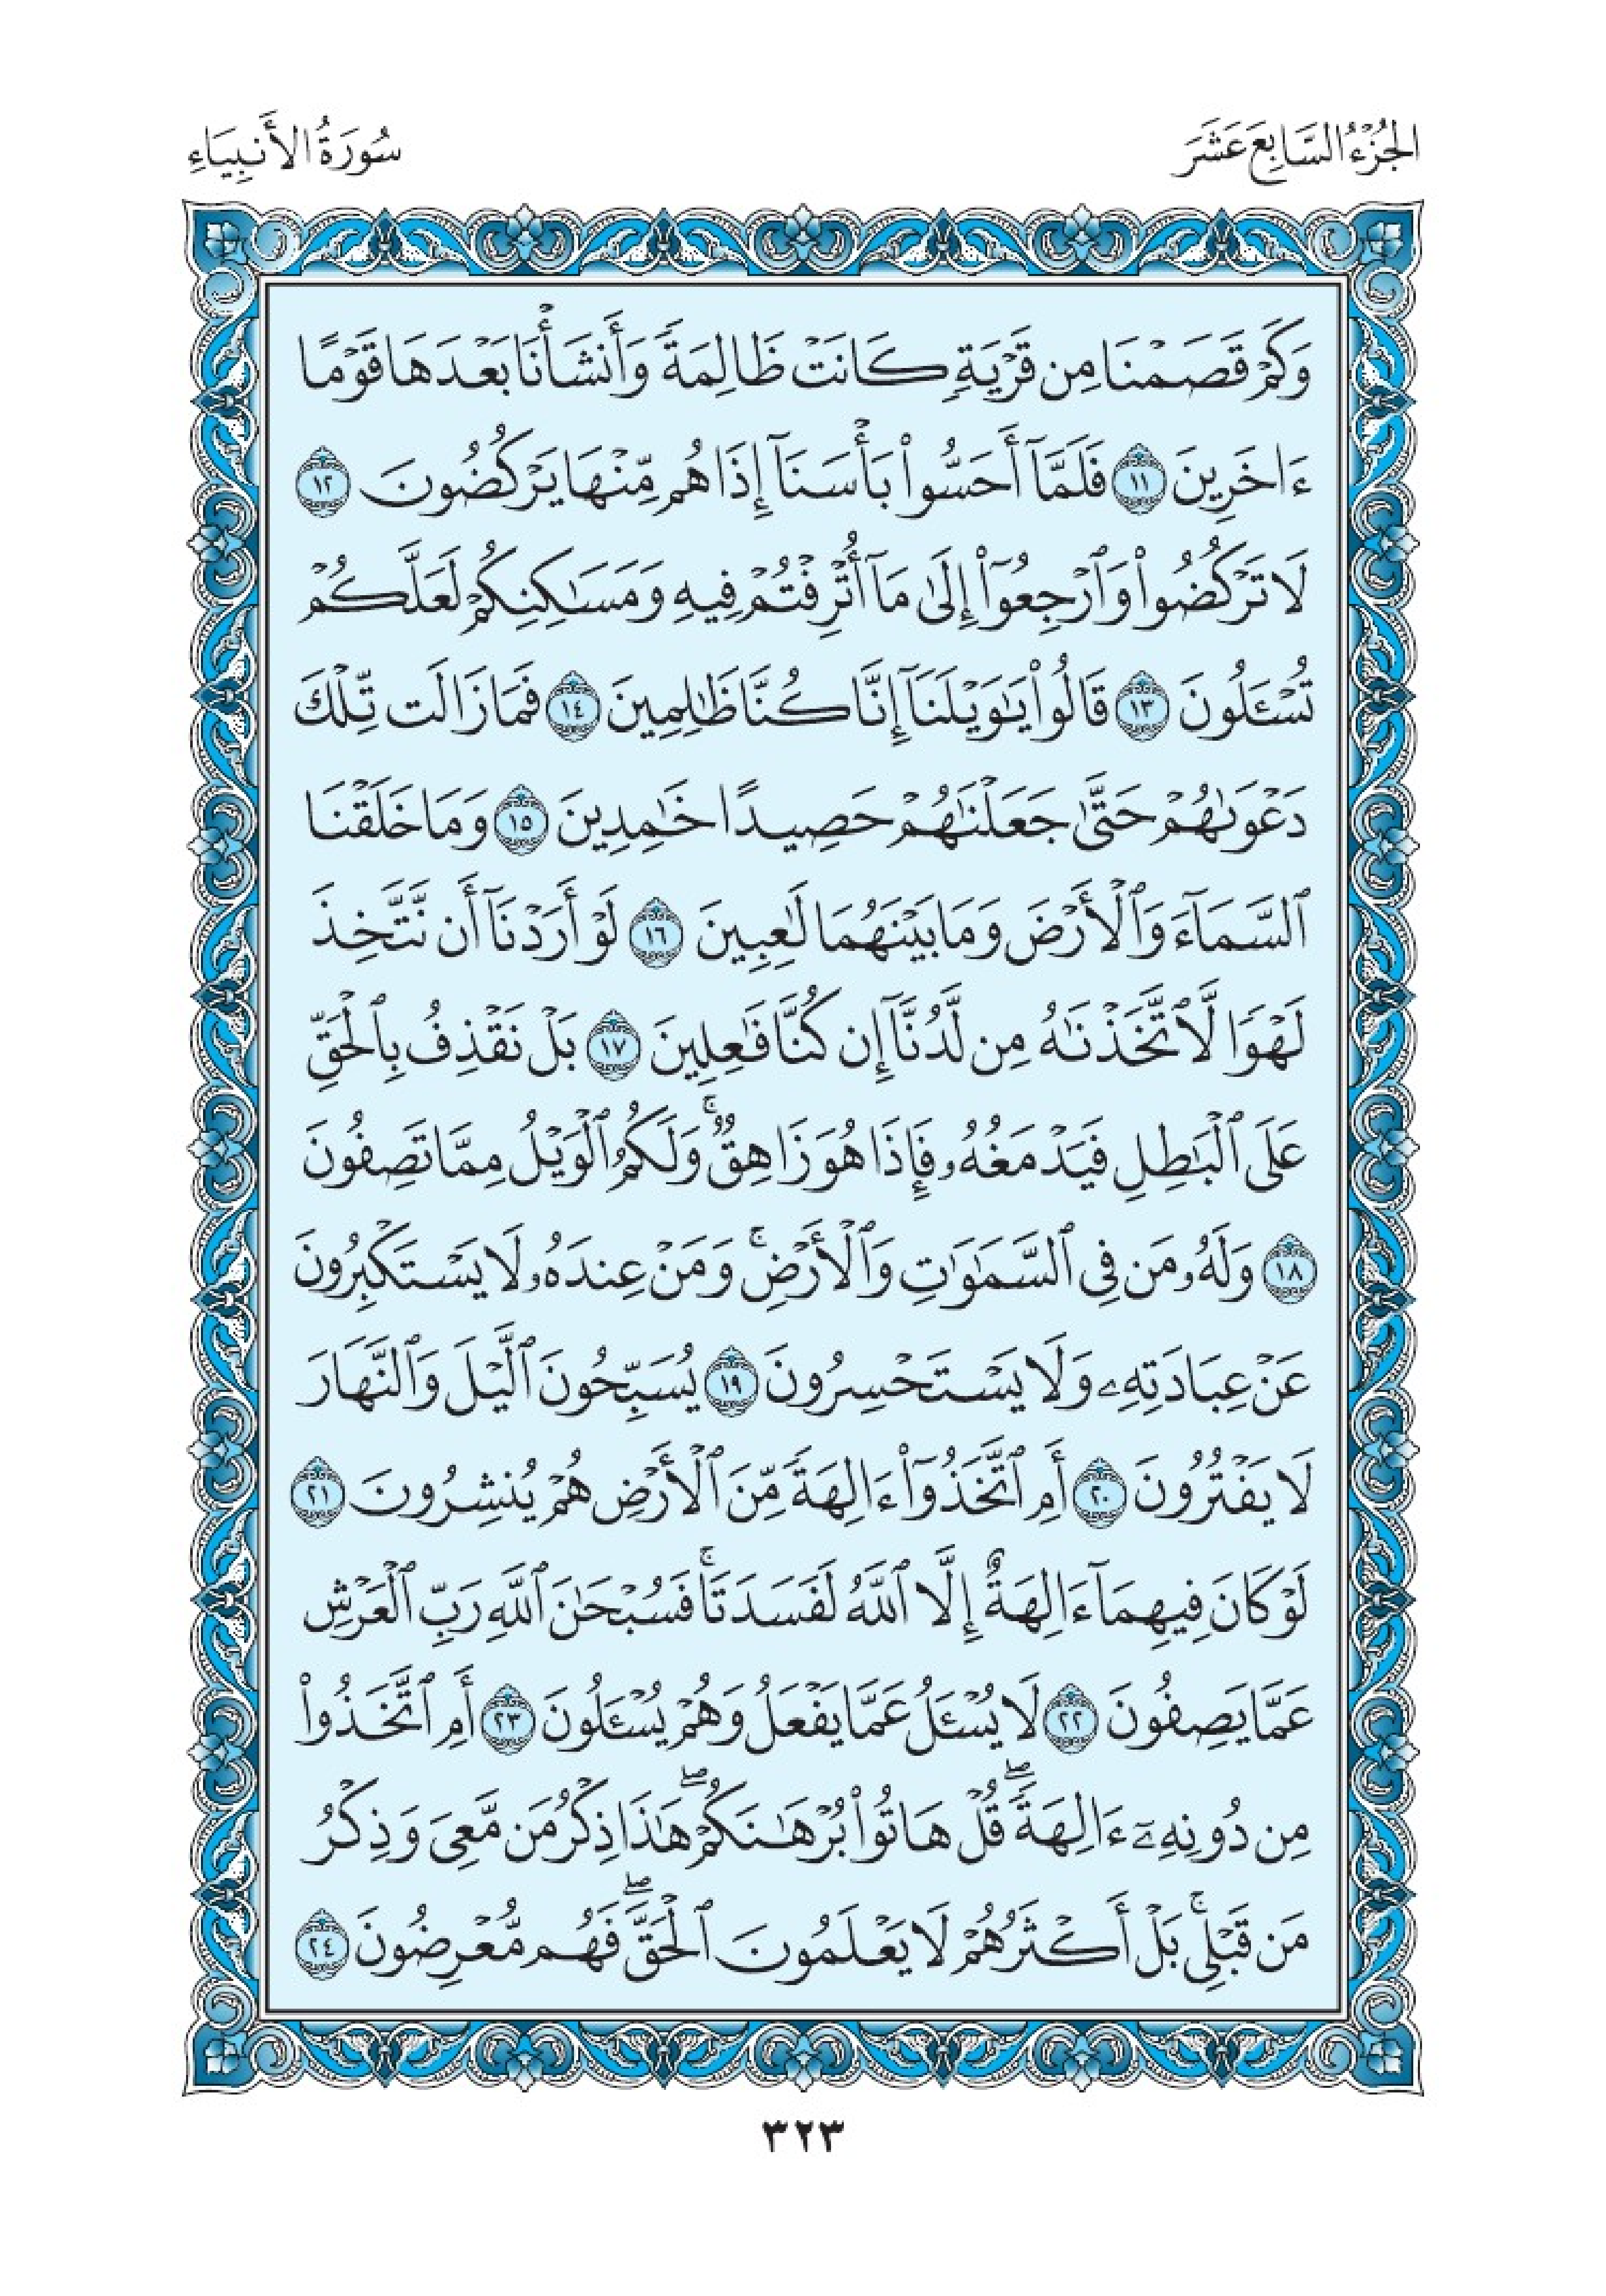 الجُزْءُ السَّابِعَ عَشَرَ
سُورَةُ الأَنبِيَاءِ
وَكَمۡ قَصَمۡنَا مِن قَرۡيَةٖ كَانَتۡ ظَالِمَةٗ وَأَنشَأۡنَا بَعۡدَهَا قَوۡمًا
ءَاخَرِينَ ١١ فَلَمَّآ أَحَسُّواْ بَأۡسَنَآ إِذَا هُم مِّنۡهَا يَرۡكُضُونَ ١٢
لَا تَرۡكُضُواْ وَٱرۡجِعُوٓاْ إِلَىٰ مَآ أُتۡرِفۡتُمۡ فِيهِ وَمَسَٰكِنِكُمۡ لَعَلَّكُمۡ
تُسۡـَٔلُونَ ١٣ قَالُواْ يَٰوَيۡلَنَآ إِنَّا كُنَّا ظَٰلِمِينَ ١٤ فَمَا زَالَت تِّلۡكَ
دَعۡوَىٰهُمۡ حَتَّىٰ جَعَلۡنَٰهُمۡ حَصِيدًا خَٰمِدِينَ ١٥ وَمَا خَلَقۡنَا
ٱلسَّمَآءَ وَٱلۡأَرۡضَ وَمَا بَيۡنَهُمَا لَٰعِبِينَ ١٦ لَوۡ أَرَدۡنَآ أَن نَّتَّخِذَ
لَهۡوٗا لَّٱتَّخَذۡنَٰهُ مِن لَّدُنَّآ إِن كُنَّا فَٰعِلِينَ ١٧ بَلۡ نَقۡذِفُ بِٱلۡحَقِّ
عَلَى ٱلۡبَٰطِلِ فَيَدۡمَغُهُۥ فَإِذَا هُوَ زَاهِقٞۚ وَلَكُمُ ٱلۡوَيۡلُ مِمَّا تَصِفُونَ
١٨ وَلَهُۥ مَن فِي ٱلسَّمَٰوَٰتِ وَٱلۡأَرۡضِۚ وَمَنۡ عِندَهُۥ لَا يَسۡتَكۡبِرُونَ
عَنۡ عِبَادَتِهِۦ وَلَا يَسۡتَحۡسِرُونَ ١٩ يُسَبِّحُونَ ٱلَّيۡلَ وَٱلنَّهَارَ
لَا يَفۡتُرُونَ ٢٠ أَمِ ٱتَّخَذُوٓاْ ءَالِهَةٗ مِّنَ ٱلۡأَرۡضِ هُمۡ يُنشِرُونَ ٢١
لَوۡ كَانَ فِيهِمَآ ءَالِهَةٌ إِلَّا ٱللَّهُ لَفَسَدَتَاۚ فَسُبۡحَٰنَ ٱللَّهِ رَبِّ ٱلۡعَرۡشِ
عَمَّا يَصِفُونَ ٢٢ لَا يُسۡـَٔلُ عَمَّا يَفۡعَلُ وَهُمۡ يُسۡـَٔلُونَ ٢٣ أَمِ ٱتَّخَذُواْ
مِن دُونِهِۦٓ ءَالِهَةٗۖ قُلۡ هَاتُواْ بُرۡهَٰنَكُمۡۖ هَٰذَا ذِكۡرُ مَن مَّعِيَ وَذِكۡرُ
مَن قَبۡلِيۚ بَلۡ أَكۡثَرُهُمۡ لَا يَعۡلَمُونَ ٱلۡحَقَّۖ فَهُم مُّعۡرِضُونَ ٢٤
٣٢٣